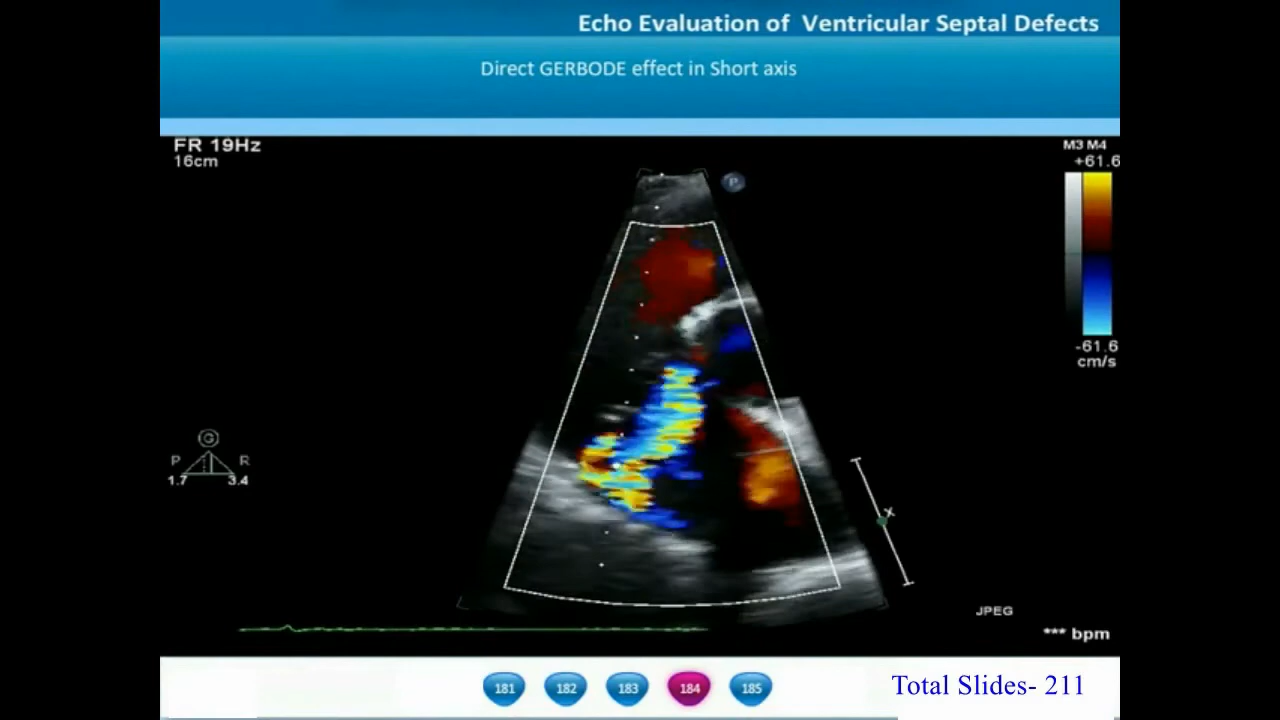 Echo Evaluation of Ventricular Septal Defects
Direct GERBODE effect in Short axis
FR 19Hz
16cm
M3 M4
+61.6
P
-61.6
cm/s
G
P R
1.7 3.4
x
JPEG
*** bpm
181 182 183 184 185
Total Slides- 211